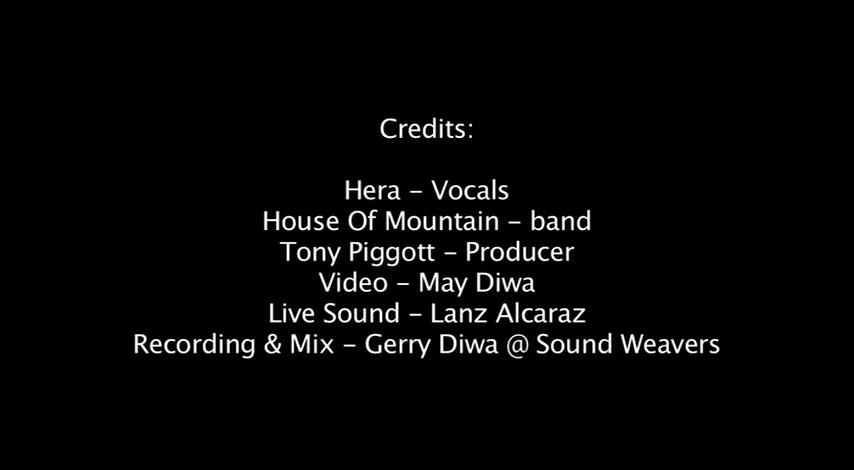 Credits:
Hera - Vocals
House Of Mountain - band
Tony Piggott - Producer
Video - May Diwa
Live Sound - Lanz Alcaraz
Recording & Mix - Gerry Diwa @ Sound Weavers